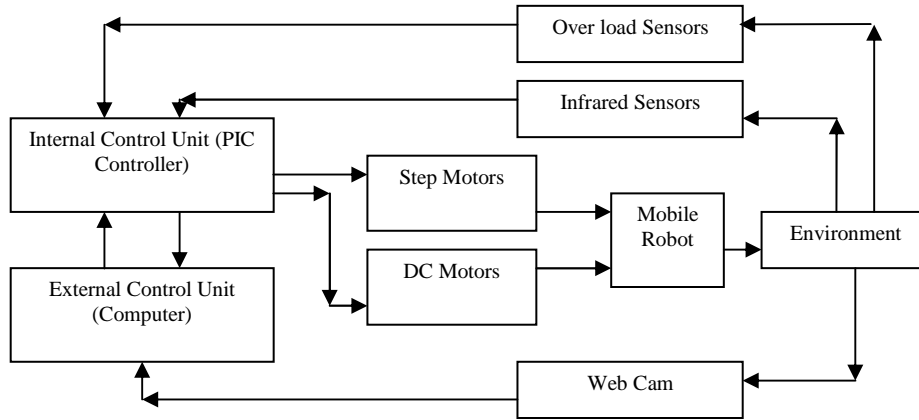 Over load Sensors
Infrared Sensors
Internal Control Unit (PIC
Controller)
Step Motors
Mobile
Robot
Environment
DC Motors
External Control Unit
(Computer)
Web Cam